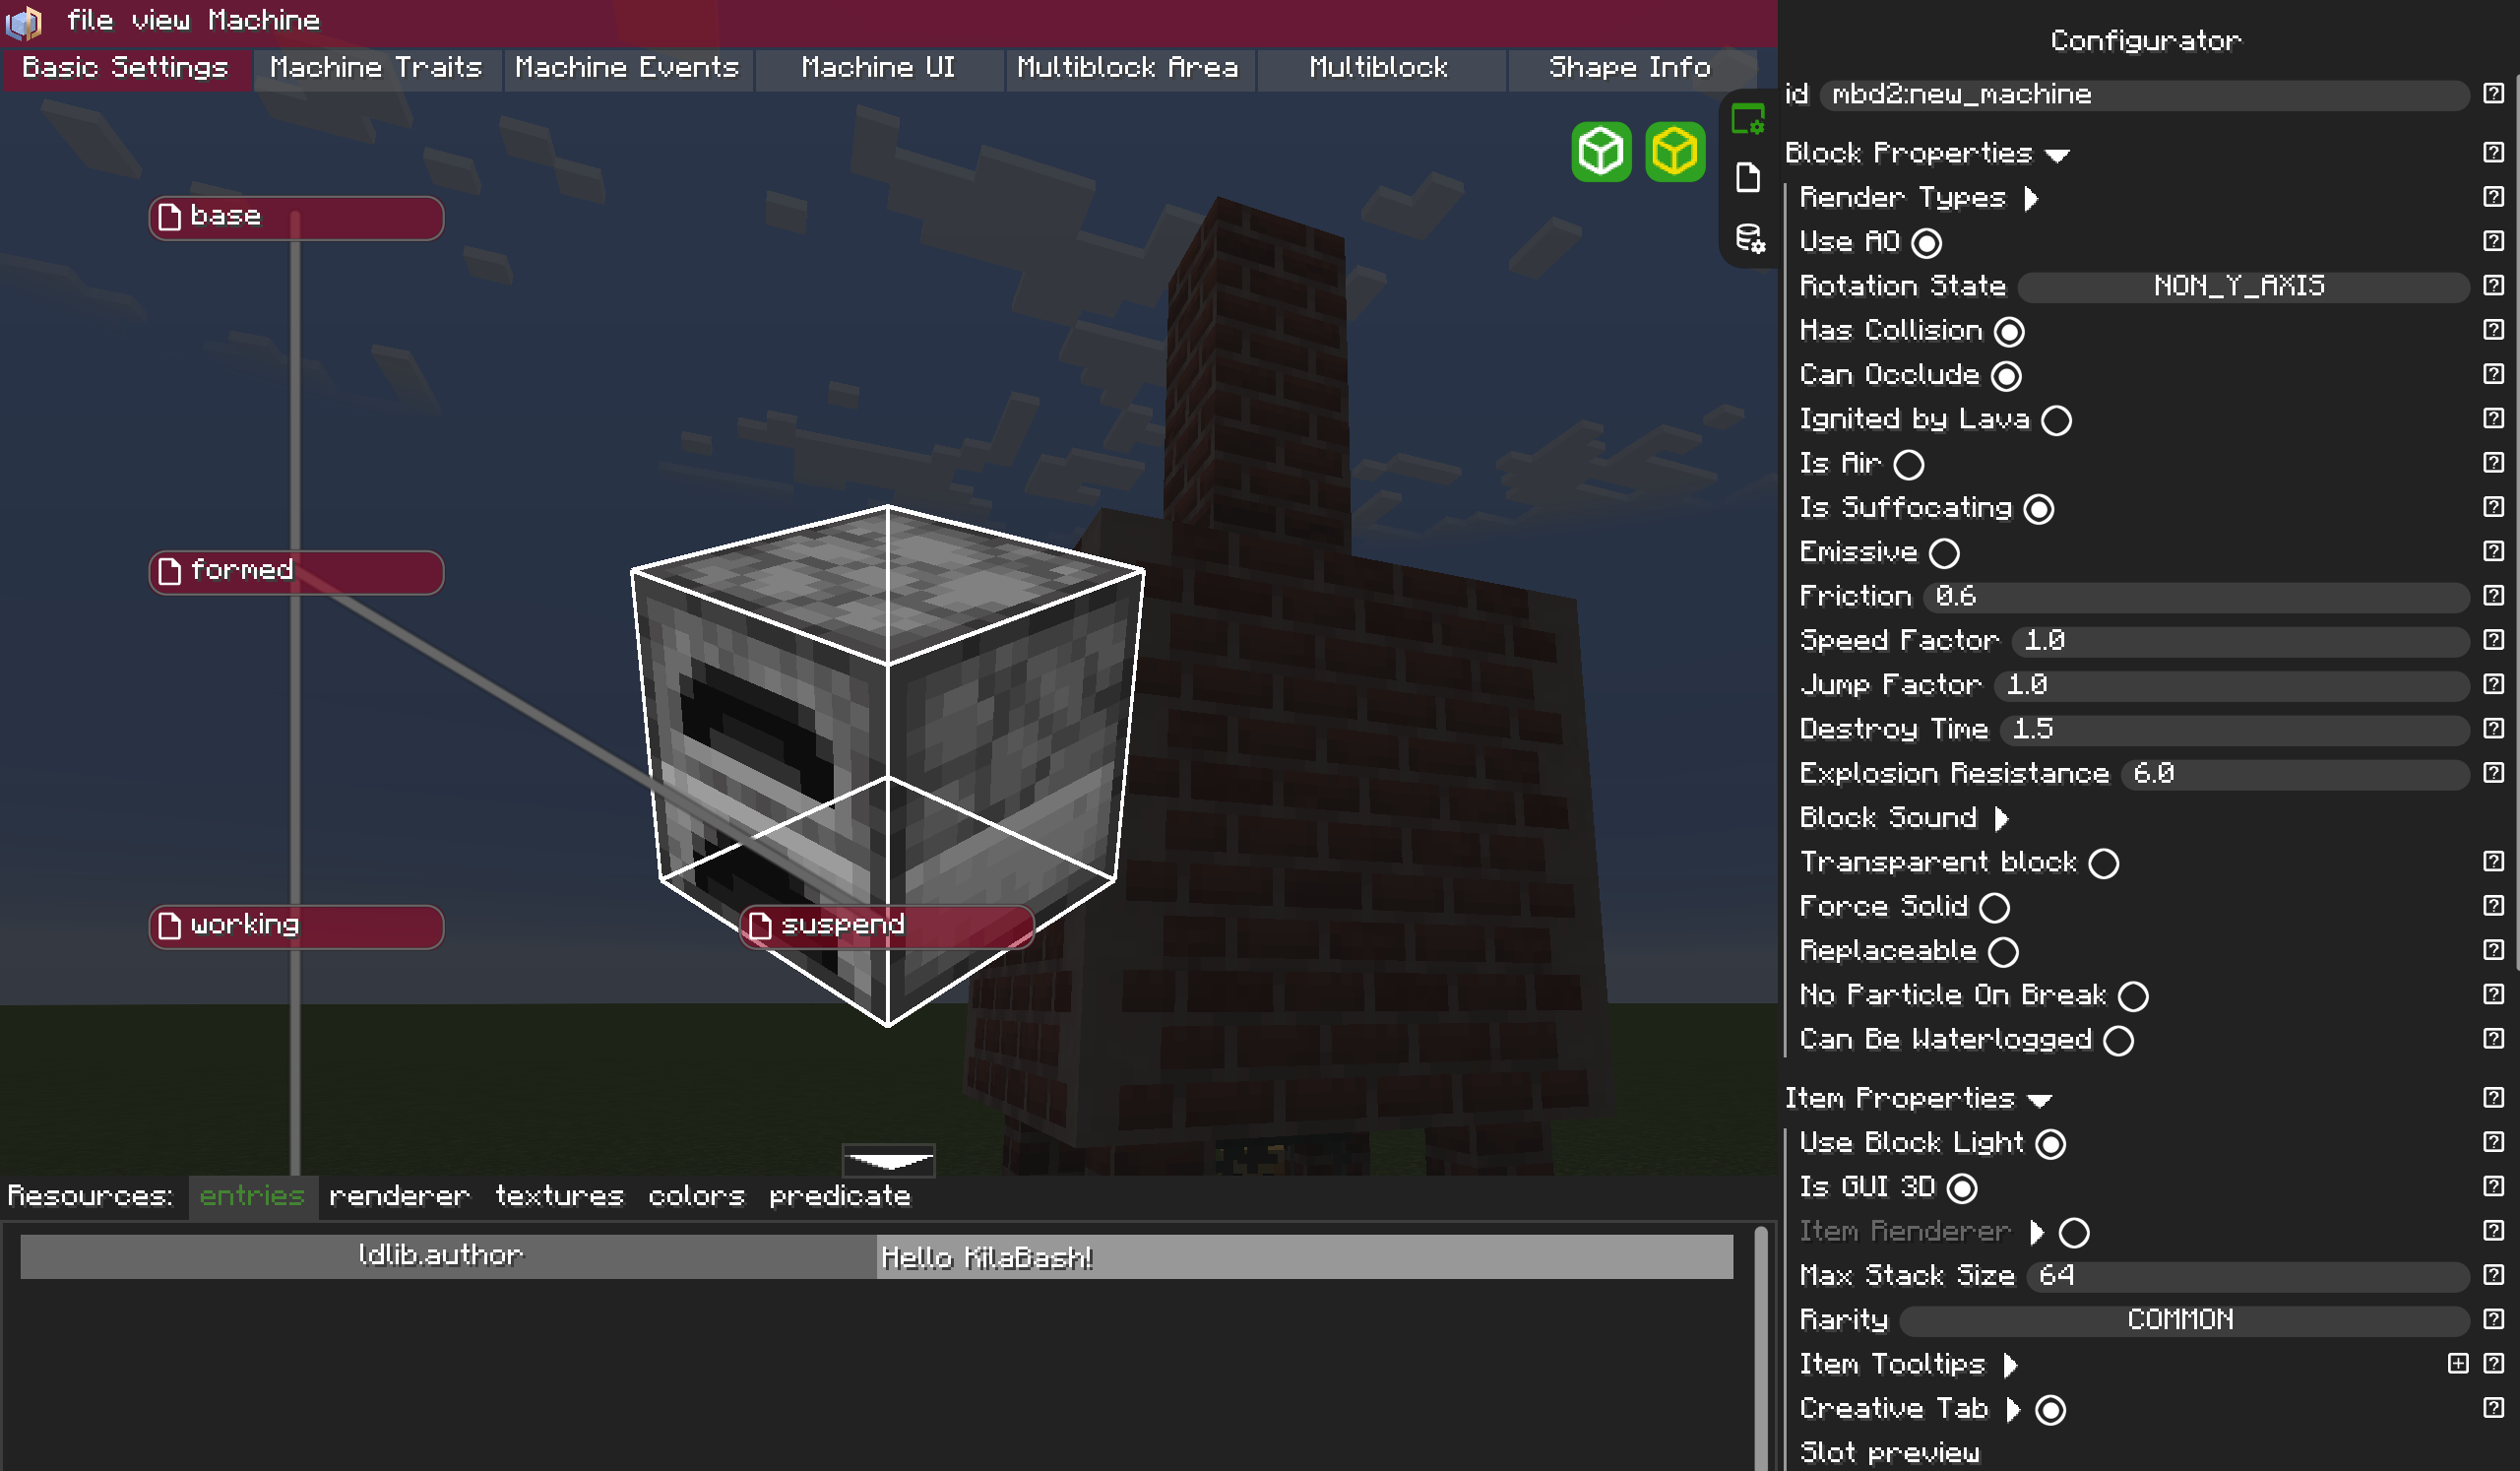 file view Machine
Basic Settings Machine Traits Machine Events Machine UI Multiblock Area Multiblock Shape Info
base
formed
working
suspend
Resources: entries renderer textures colors predicate
ldlib.author Hello KilaBash!
Configurator
id mbd2:new_machine
Block Properties
Render Types
Use AO
Rotation State NON_Y_AXIS
Has Collision
Can Occlude
Ignited by Lava
Is Air
Is Suffocating
Emissive
Friction 0.6
Speed Factor 1.0
Jump Factor 1.0
Destroy Time 1.5
Explosion Resistance 6.0
Block Sound
Transparent block
Force Solid
Replaceable
No Particle On Break
Can Be Waterlogged
Item Properties
Use Block Light
Is GUI 3D
Item Renderer
Max Stack Size 64
Rarity COMMON
Item Tooltips
Creative Tab
Slot preview